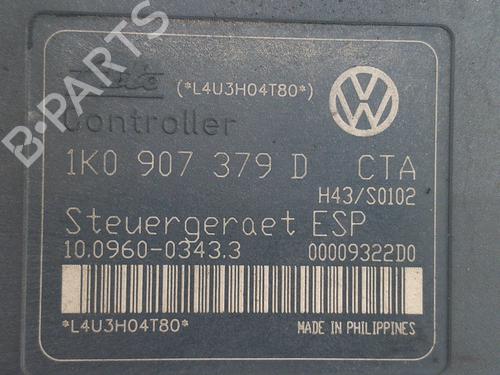 B-PARTS
Ate (*L4U3H04T80*)
Controller
1K0 907 379 D CTA
H43/S0102
Steuergeraet ESP
10.0960-0343.3 00009322D0
*L4U3H04T80* MADE IN PHILIPPINES